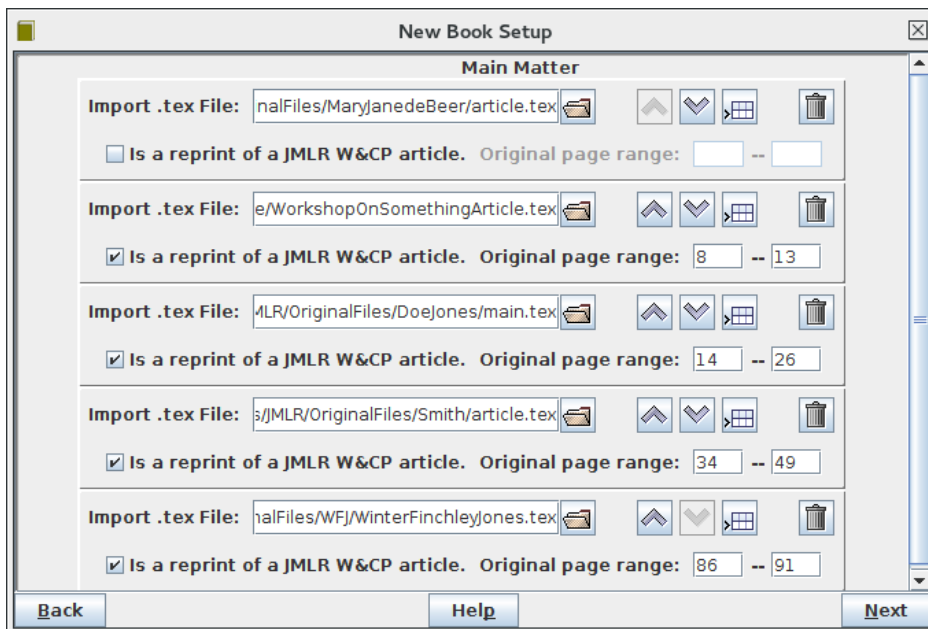 New Book Setup
Main Matter
Import .tex File: nalFiles/MaryJanedeBeer/article.tex
Is a reprint of a JMLR W&CP article. Original page range: --
Import .tex File: e/WorkshopOnSomethingArticle.tex
Is a reprint of a JMLR W&CP article. Original page range: 8 -- 13
Import .tex File: MLR/OriginalFiles/DoeJones/main.tex
Is a reprint of a JMLR W&CP article. Original page range: 14 -- 26
Import .tex File: s/JMLR/OriginalFiles/Smith/article.tex
Is a reprint of a JMLR W&CP article. Original page range: 34 -- 49
Import .tex File: nalFiles/WFJ/WinterFinchleyJones.tex
Is a reprint of a JMLR W&CP article. Original page range: 86 -- 91
Back Help Next